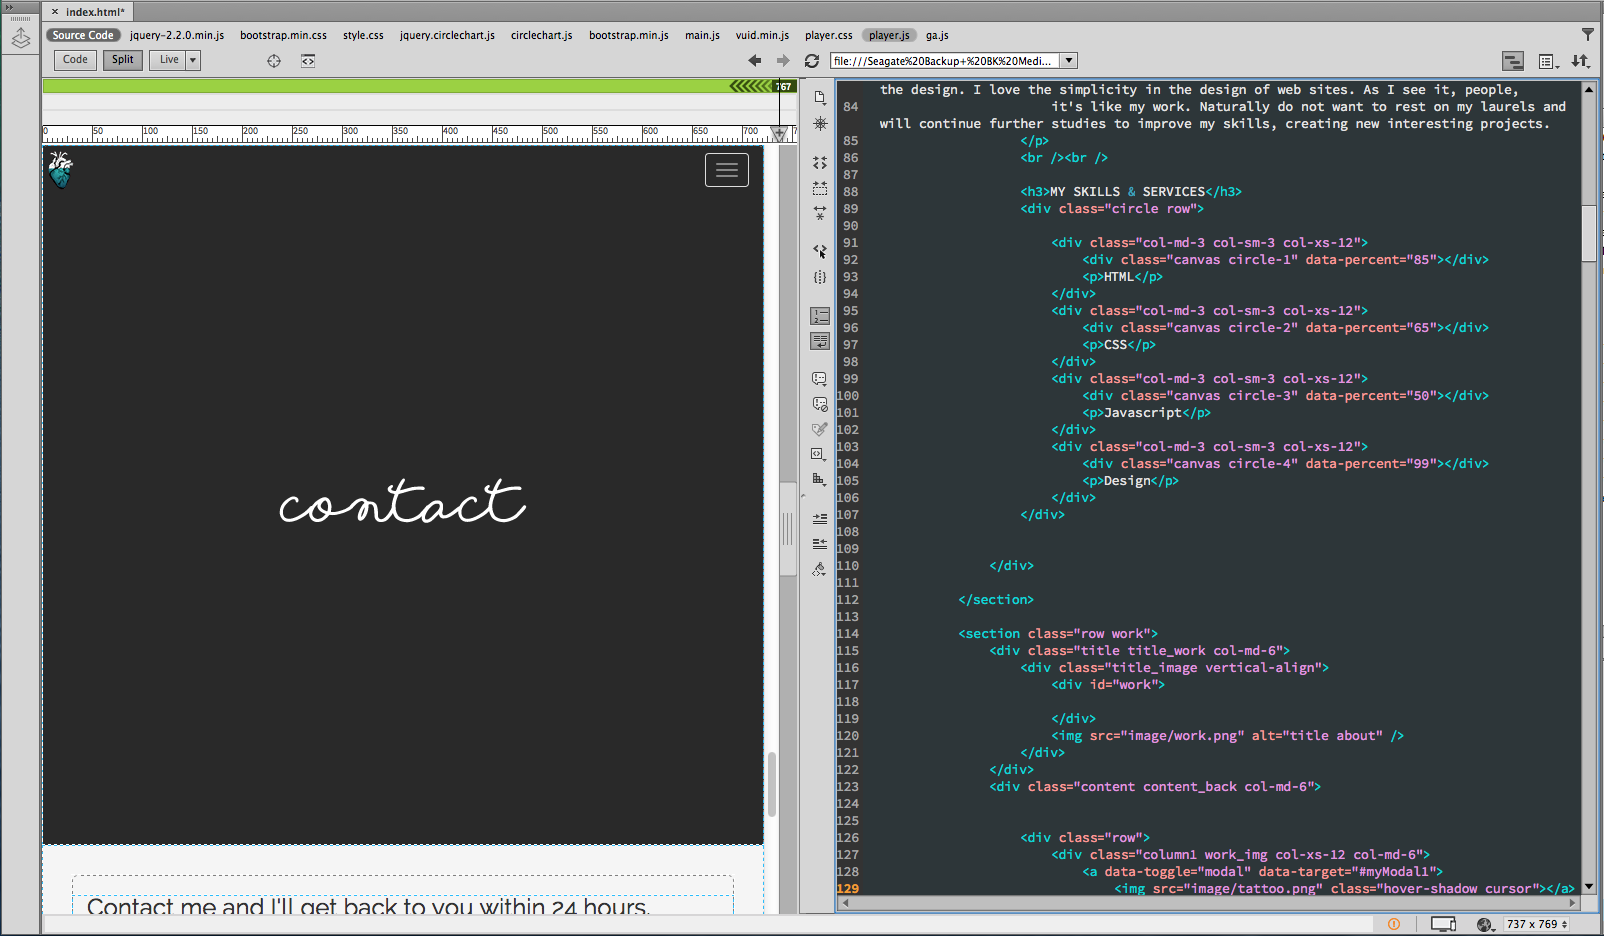 index.html*
Source Code jquery-2.2.0.min.js bootstrap.min.css style.css jquery.circlechart.js circlechart.js bootstrap.min.js main.js vuid.min.js player.css player.js ga.js
Code Split Live
file:///Seagate%20Backup+%20BK%20Medi...
767
0 50 100 150 200 250 300 350 400 450 500 550 600 650 700
contact
Contact me and I'll get back to you within 24 hours.
the design. I love the simplicity in the design of web sites. As I see it, people,
84 it's like my work. Naturally do not want to rest on my laurels and
will continue further studies to improve my skills, creating new interesting projects.
85 </p>
86 <br /><br />
87
88 <h3>MY SKILLS & SERVICES</h3>
89 <div class="circle row">
90
91 <div class="col-md-3 col-sm-3 col-xs-12">
92 <div class="canvas circle-1" data-percent="85"></div>
93 <p>HTML</p>
94 </div>
95 <div class="col-md-3 col-sm-3 col-xs-12">
96 <div class="canvas circle-2" data-percent="65"></div>
97 <p>CSS</p>
98 </div>
99 <div class="col-md-3 col-sm-3 col-xs-12">
100 <div class="canvas circle-3" data-percent="50"></div>
101 <p>Javascript</p>
102 </div>
103 <div class="col-md-3 col-sm-3 col-xs-12">
104 <div class="canvas circle-4" data-percent="99"></div>
105 <p>Design</p>
106 </div>
107 </div>
108
109
110 </div>
111
112 </section>
113
114 <section class="row work">
115 <div class="title title_work col-md-6">
116 <div class="title_image vertical-align">
117 <div id="work">
118
119 </div>
120 <img src="image/work.png" alt="title about" />
121 </div>
122 </div>
123 <div class="content content_back col-md-6">
124
125
126 <div class="row">
127 <div class="column1 work_img col-xs-12 col-md-6">
128 <a data-toggle="modal" data-target="#myModal1">
129 <img src="image/tattoo.png" class="hover-shadow cursor"></a>
737 x 769